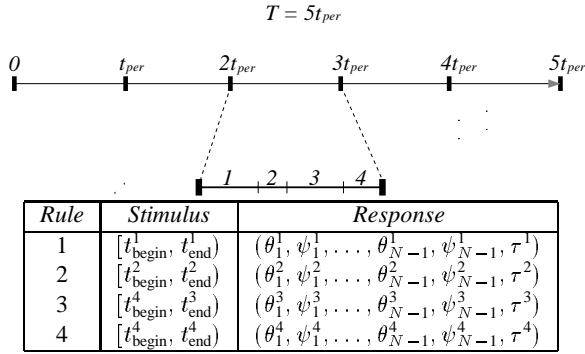 T = 5t_per
0 t_per 2t_per 3t_per 4t_per 5t_per
1 2 3 4
Rule Stimulus Response
1 [t^1_begin, t^1_end) (θ^1_1, ψ^1_1, . . . , θ^1_{N−1}, ψ^1_{N−1}, τ^1)
2 [t^2_begin, t^2_end) (θ^2_1, ψ^2_1, . . . , θ^2_{N−1}, ψ^2_{N−1}, τ^2)
3 [t^4_begin, t^3_end) (θ^3_1, ψ^3_1, . . . , θ^3_{N−1}, ψ^3_{N−1}, τ^3)
4 [t^4_begin, t^4_end) (θ^4_1, ψ^4_1, . . . , θ^4_{N−1}, ψ^4_{N−1}, τ^4)